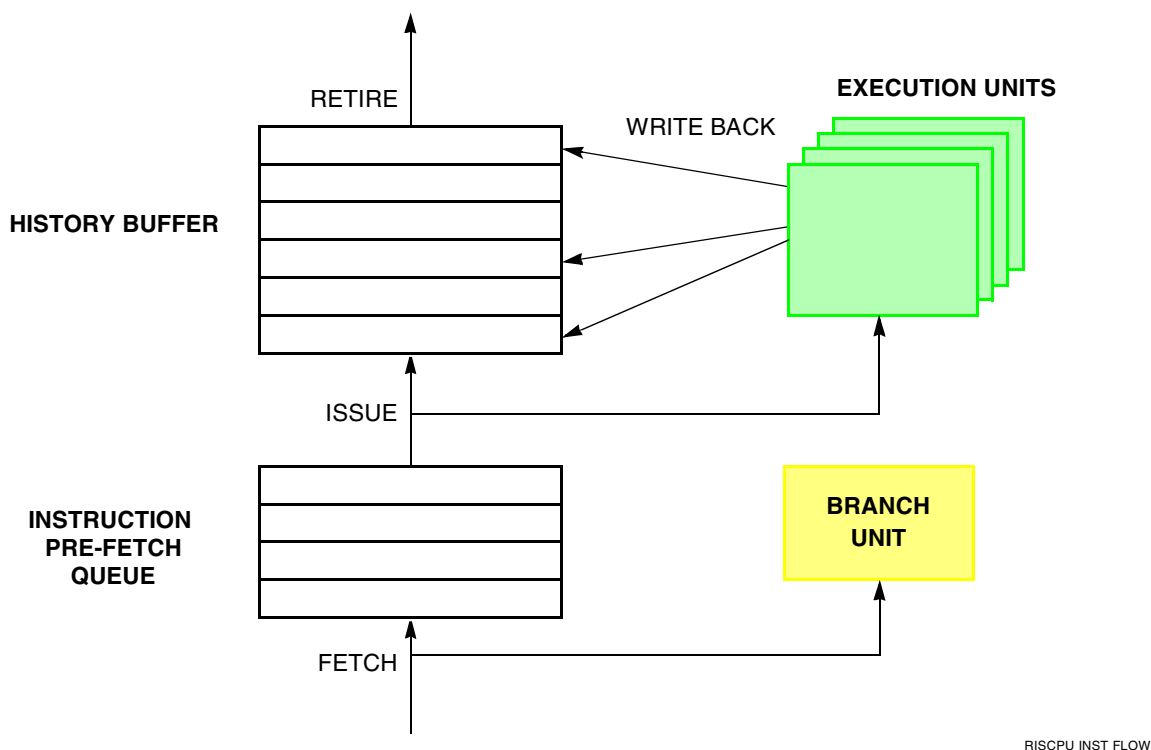 RETIRE
EXECUTION UNITS
WRITE BACK
HISTORY BUFFER
ISSUE
INSTRUCTION
PRE-FETCH
QUEUE
BRANCH
UNIT
FETCH
RISCPU INST FLOW